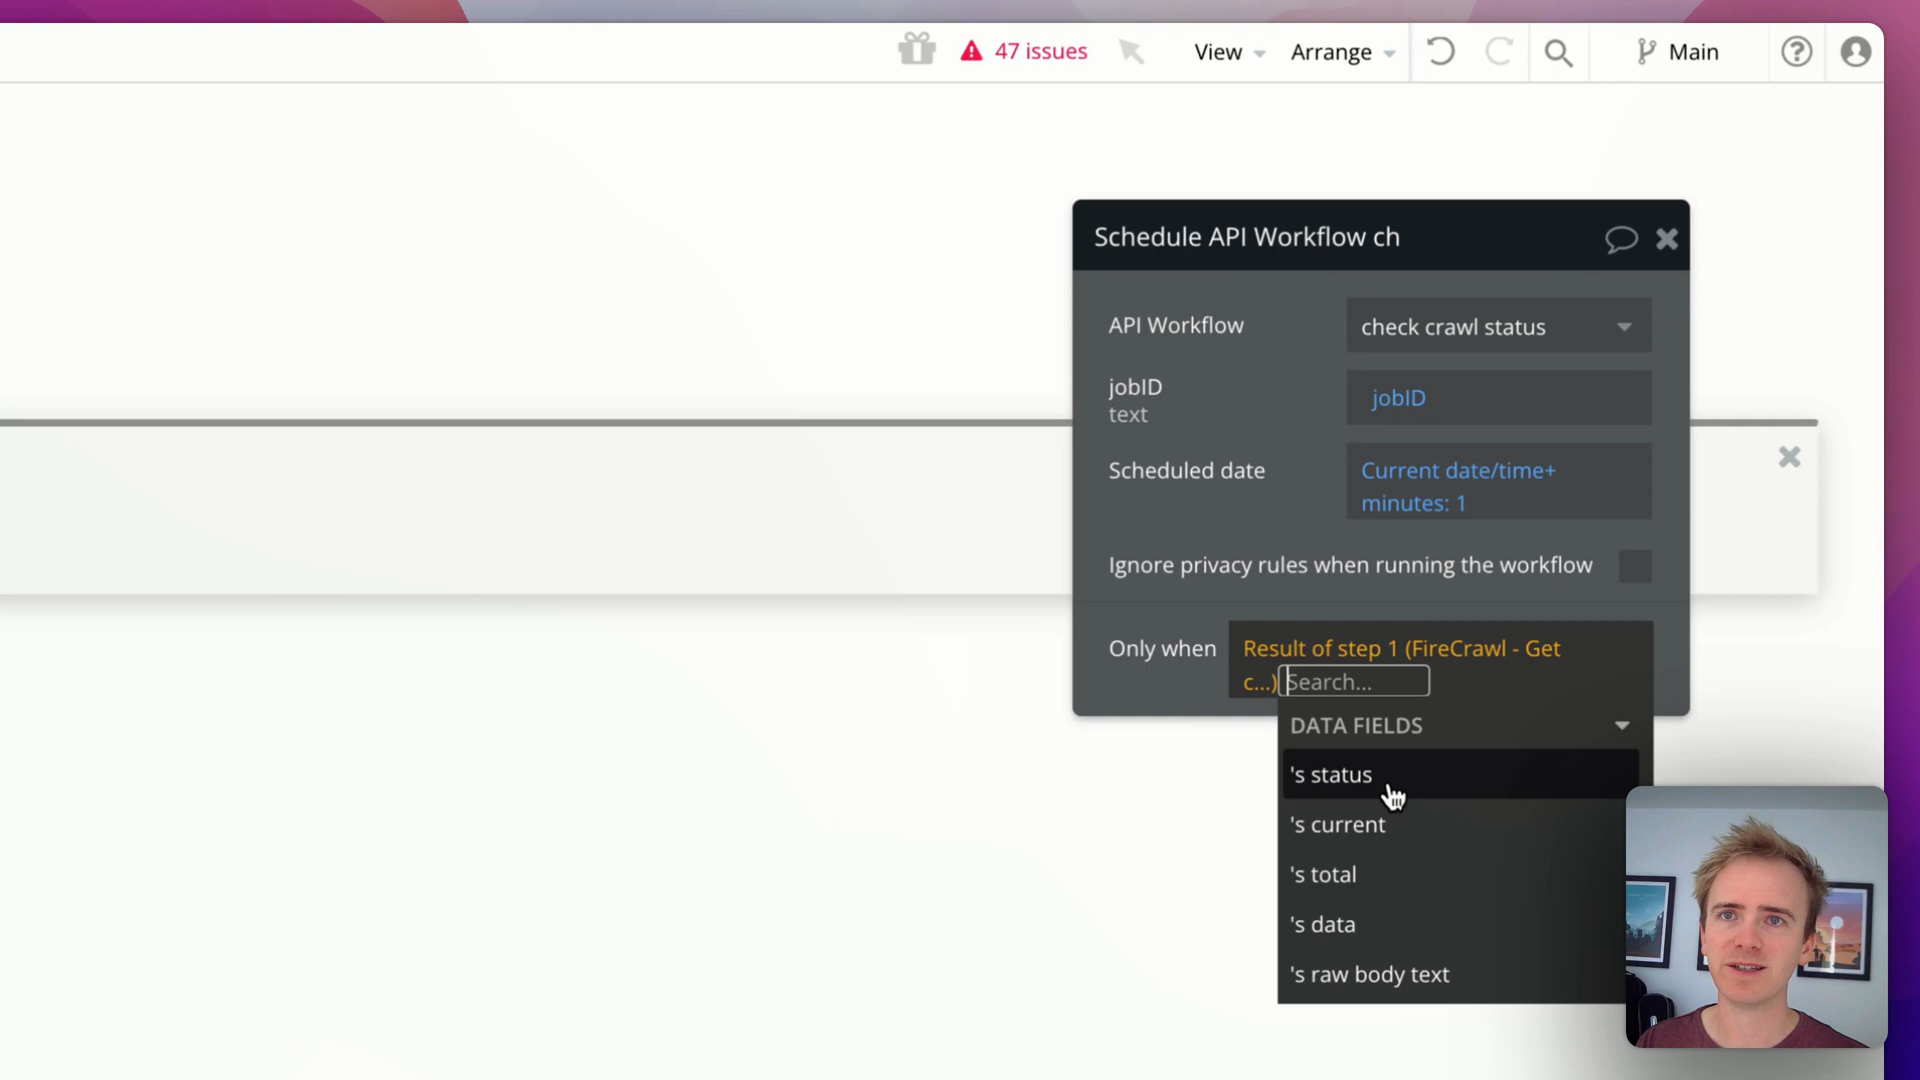 47 issues
View
Arrange
Main
Schedule API Workflow ch
API Workflow
check crawl status
jobID
text
jobID
Scheduled date
Current date/time+
minutes: 1
Ignore privacy rules when running the workflow
Only when
Result of step 1 (FireCrawl - Get
c...)
Search...
DATA FIELDS
's status
's current
's total
's data
's raw body text